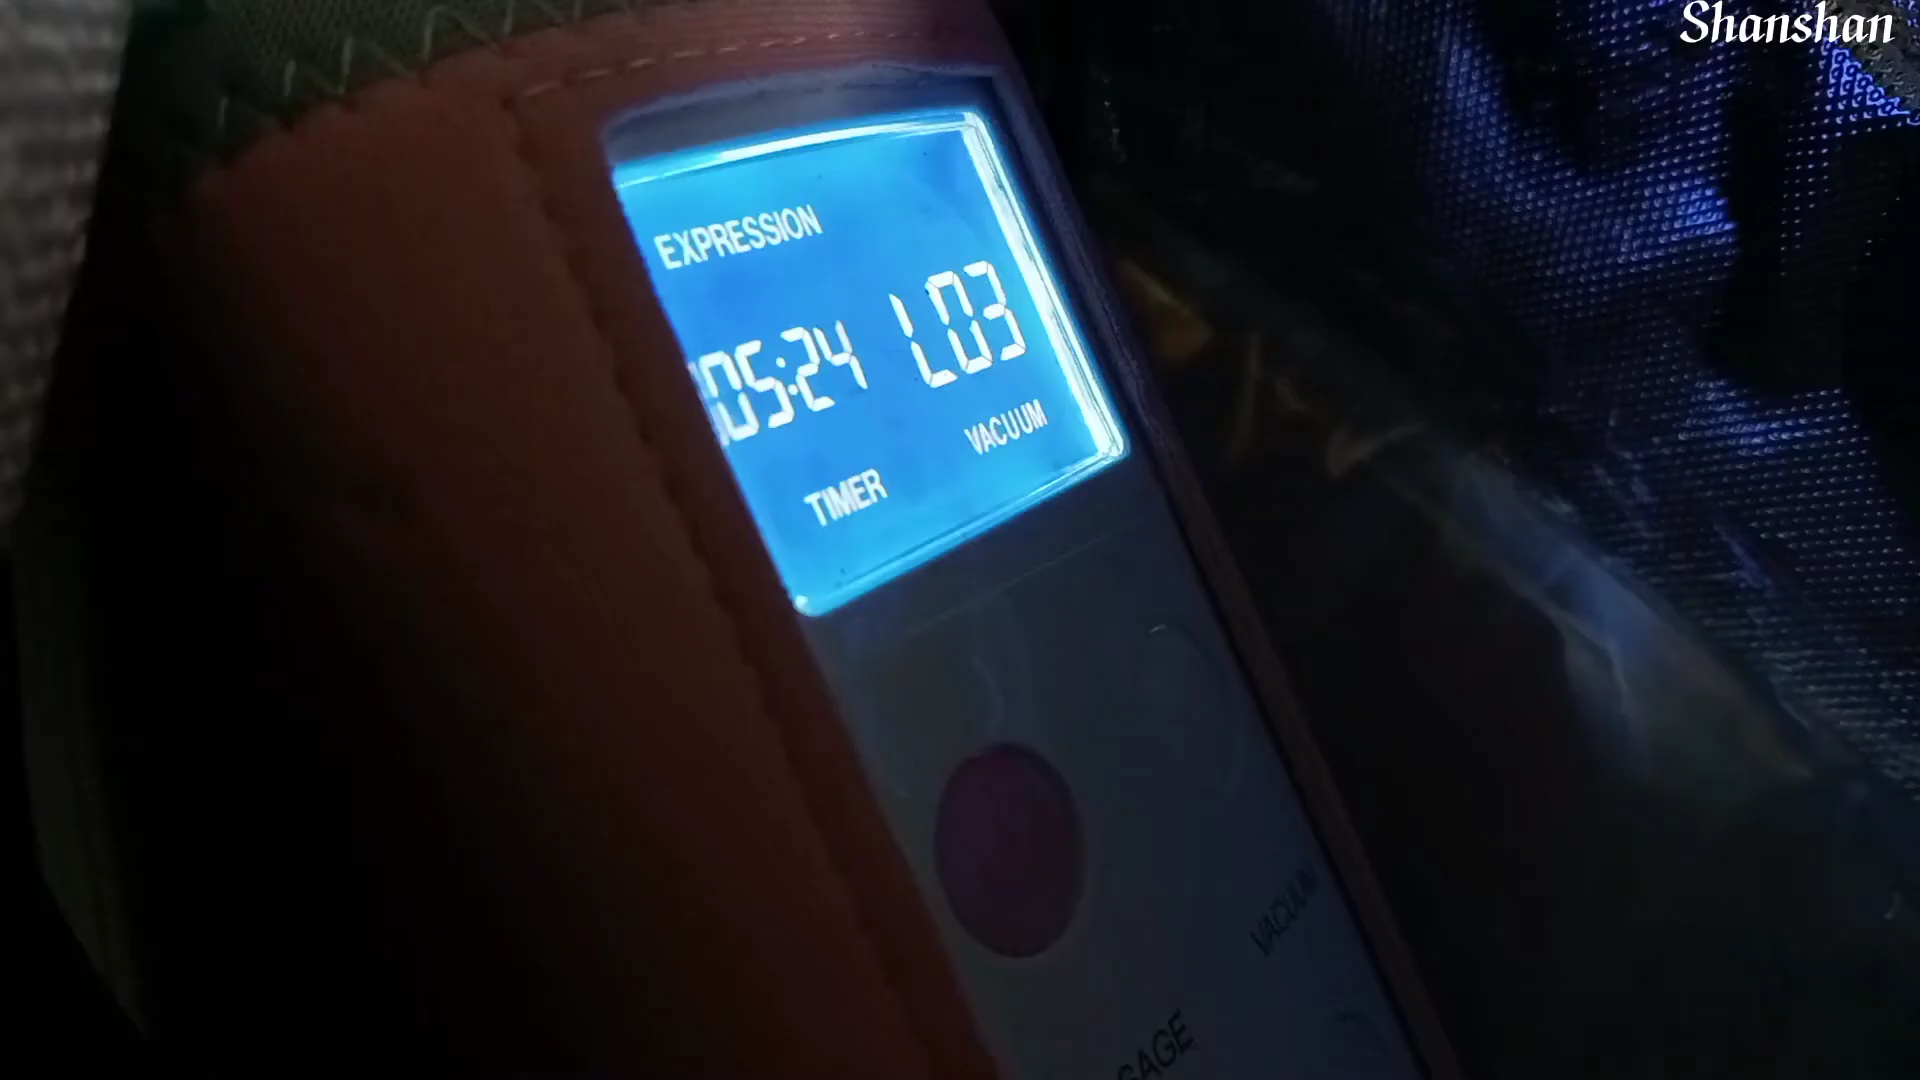 Shanshan
EXPRESSION
05:24 L03
VACUUM
TIMER
VACUUM